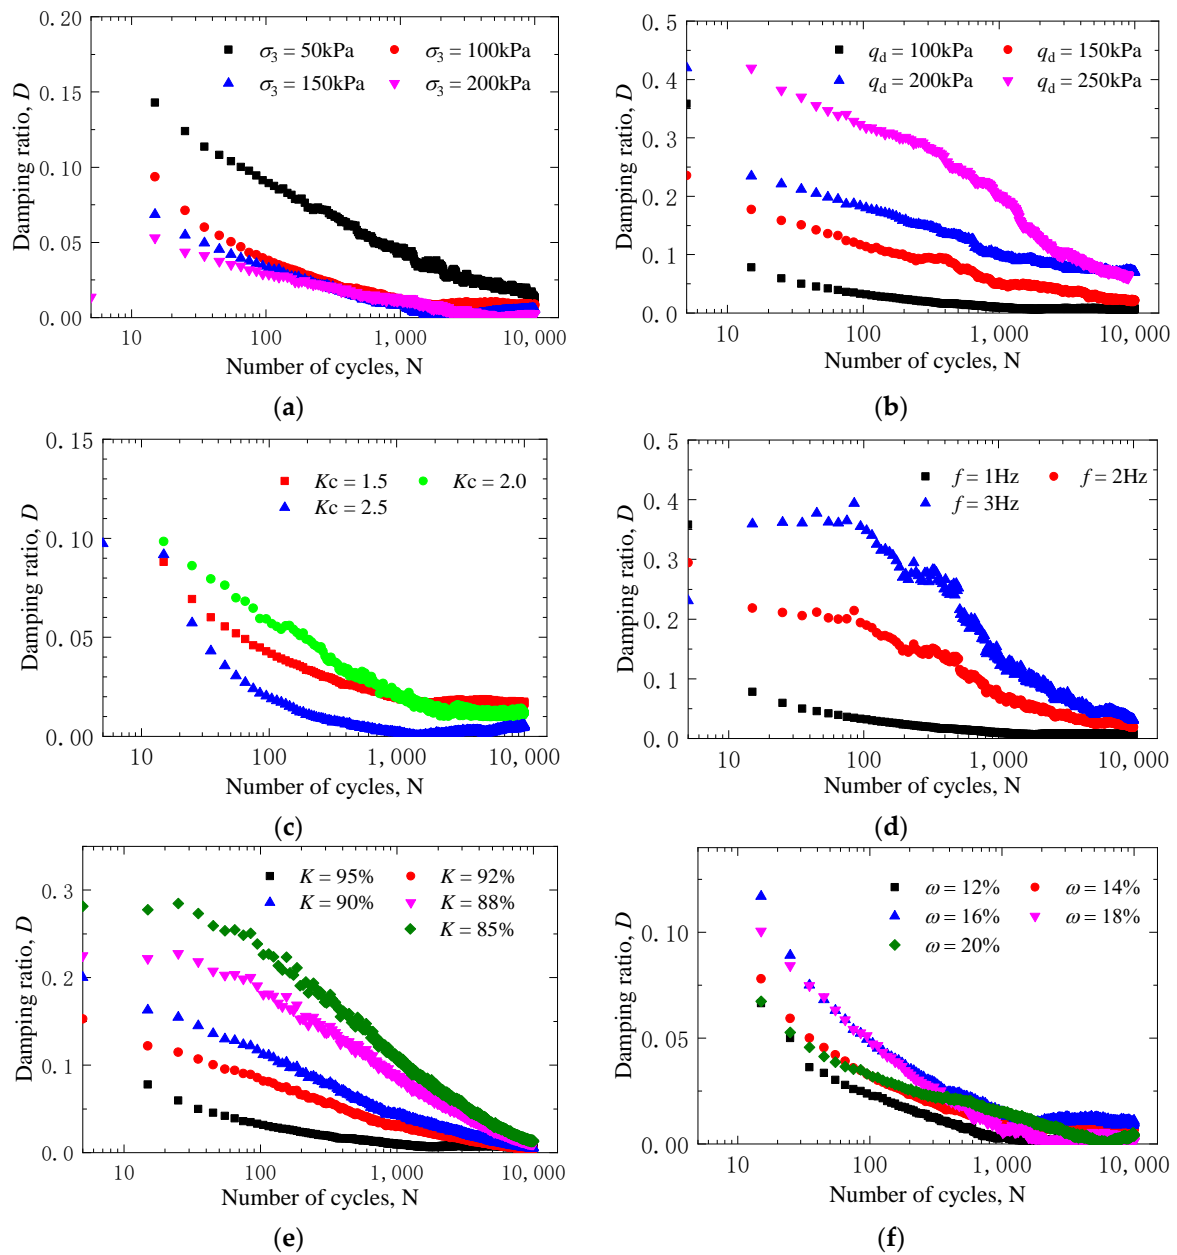 0.20
0.15
0.10
0.05
0.00
Damping ratio, D
σ3 = 50kPa σ3 = 100kPa
σ3 = 150kPa σ3 = 200kPa
10 100 1,000 10,000
Number of cycles, N
(a)
0.5
0.4
0.3
0.2
0.1
0.0
Damping ratio, D
qd = 100kPa qd = 150kPa
qd = 200kPa qd = 250kPa
10 100 1,000 10,000
Number of cycles, N
(b)
0.15
0.10
0.05
0.00
Damping ratio, D
Kc = 1.5 Kc = 2.0
Kc = 2.5
10 100 1,000 10,000
Number of cycles, N
(c)
0.5
0.4
0.3
0.2
0.1
0.0
Damping ratio, D
f = 1Hz f = 2Hz
f = 3Hz
10 100 1,000 10,000
Number of cycles, N
(d)
0.3
0.2
0.1
0.0
Damping ratio, D
K = 95% K = 92%
K = 90% K = 88%
K = 85%
10 100 1,000 10,000
Number of cycles, N
(e)
0.10
0.05
0.00
Damping ratio, D
ω = 12% ω = 14%
ω = 16% ω = 18%
ω = 20%
10 100 1,000 10,000
Number of cycles, N
(f)